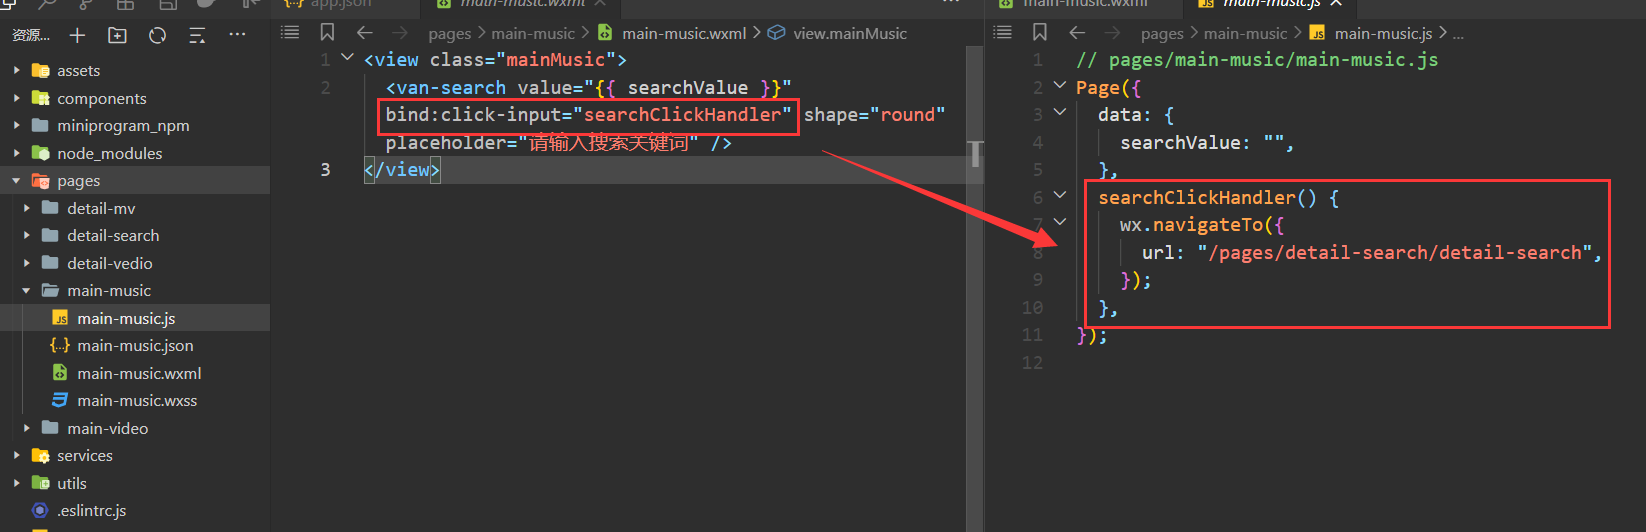 app.json
main-music.wxml
main-music.wxml
main-music.js
资源...
pages > main-music > main-music.wxml > view.mainMusic
pages > main-music > main-music.js > ...
assets
components
miniprogram_npm
node_modules
pages
detail-mv
detail-search
detail-vedio
main-music
main-music.js
main-music.json
main-music.wxml
main-music.wxss
main-video
services
utils
.eslintrc.js
1 <view class="mainMusic">
2 <van-search value="{{ searchValue }}"
bind:click-input="searchClickHandler" shape="round"
placeholder="请输入搜索关键词" />
3 </view>
1 // pages/main-music/main-music.js
2 Page({
3 data: {
4 searchValue: "",
5 },
6 searchClickHandler() {
7 wx.navigateTo({
8 url: "/pages/detail-search/detail-search",
9 });
10 },
11 });
12